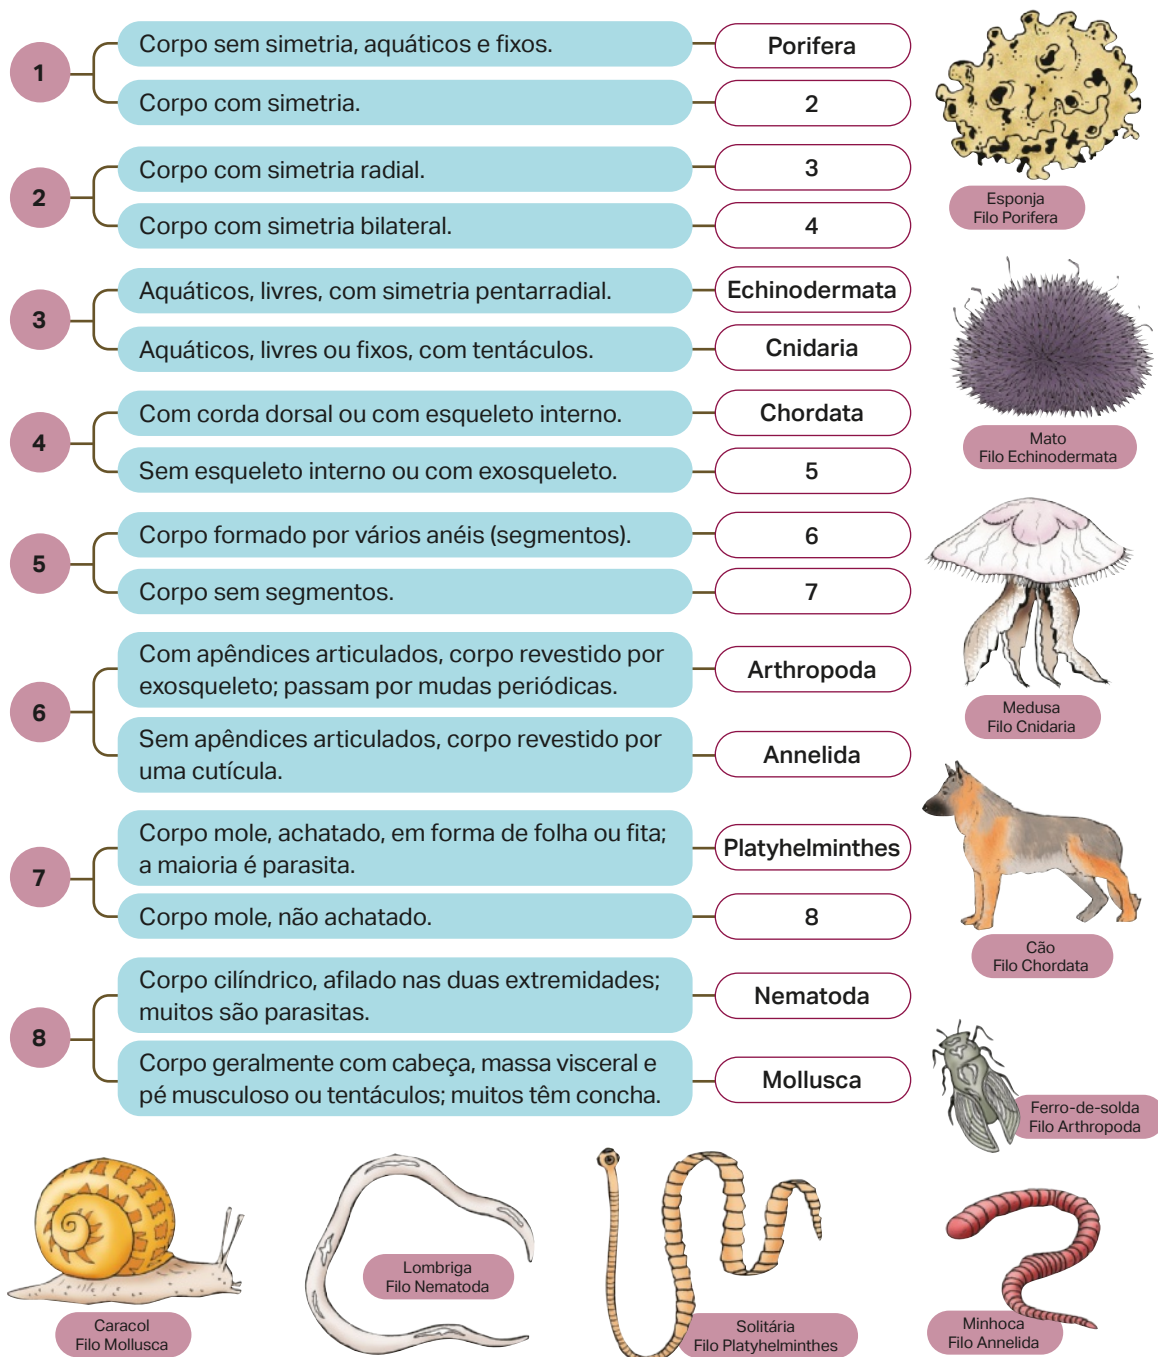 1
Corpo sem simetria, aquáticos e fixos.
Porifera
Corpo com simetria.
2
2
Corpo com simetria radial.
3
Corpo com simetria bilateral.
4
3
Aquáticos, livres, com simetria pentarradial.
Echinodermata
Aquáticos, livres ou fixos, com tentáculos.
Cnidaria
4
Com corda dorsal ou com esqueleto interno.
Chordata
Sem esqueleto interno ou com exosqueleto.
5
5
Corpo formado por vários anéis (segmentos).
6
Corpo sem segmentos.
7
6
Com apêndices articulados, corpo revestido por
exosqueleto; passam por mudas periódicas.
Arthropoda
Sem apêndices articulados, corpo revestido por
uma cutícula.
Annelida
7
Corpo mole, achatado, em forma de folha ou fita;
a maioria é parasita.
Platyhelminthes
Corpo mole, não achatado.
8
8
Corpo cilíndrico, afilado nas duas extremidades;
muitos são parasitas.
Nematoda
Corpo geralmente com cabeça, massa visceral e
pé musculoso ou tentáculos; muitos têm concha.
Mollusca
Esponja
Filo Porifera
Mato
Filo Echinodermata
Medusa
Filo Cnidaria
Cão
Filo Chordata
Ferro-de-solda
Filo Arthropoda
Caracol
Filo Mollusca
Lombriga
Filo Nematoda
Solitária
Filo Platyhelminthes
Minhoca
Filo Annelida